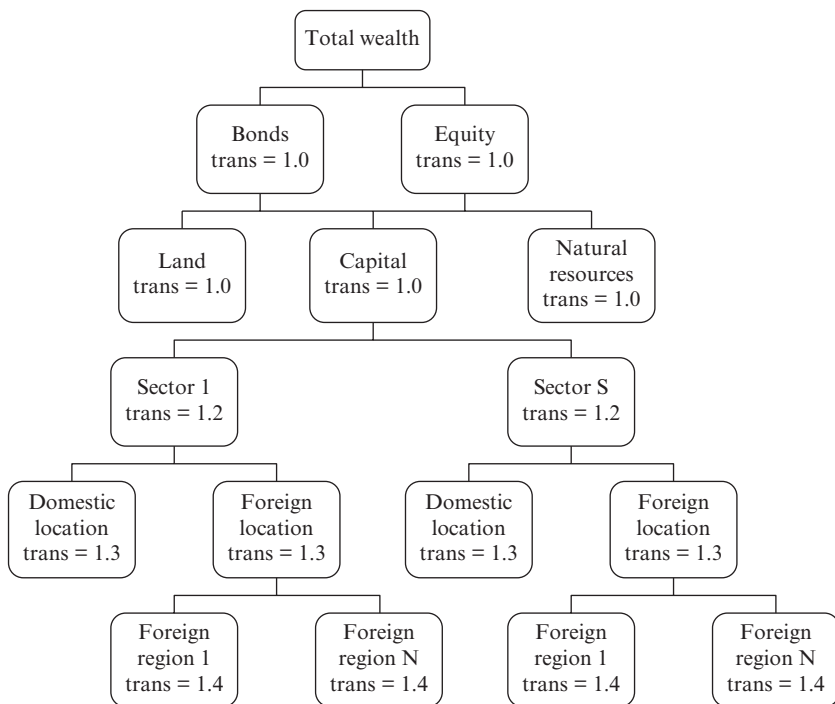 Total wealth
Bonds
trans = 1.0
Equity
trans = 1.0
Land
trans = 1.0
Capital
trans = 1.0
Natural
resources
trans = 1.0
Sector 1
trans = 1.2
Sector S
trans = 1.2
Domestic
location
trans = 1.3
Foreign
location
trans = 1.3
Domestic
location
trans = 1.3
Foreign
location
trans = 1.3
Foreign
region 1
trans = 1.4
Foreign
region N
trans = 1.4
Foreign
region 1
trans = 1.4
Foreign
region N
trans = 1.4